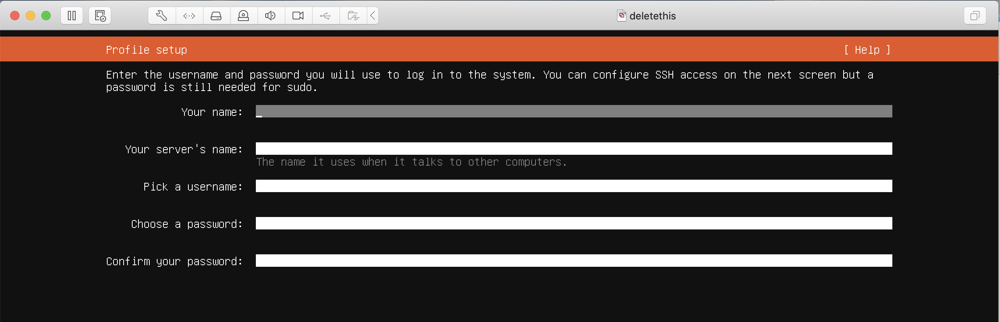 deletethis
Profile setup
[ Help ]
Enter the username and password you will use to log in to the system. You can configure SSH access on the next screen but a
password is still needed for sudo.
Your name:
Your server's name:
The name it uses when it talks to other computers.
Pick a username:
Choose a password:
Confirm your password: